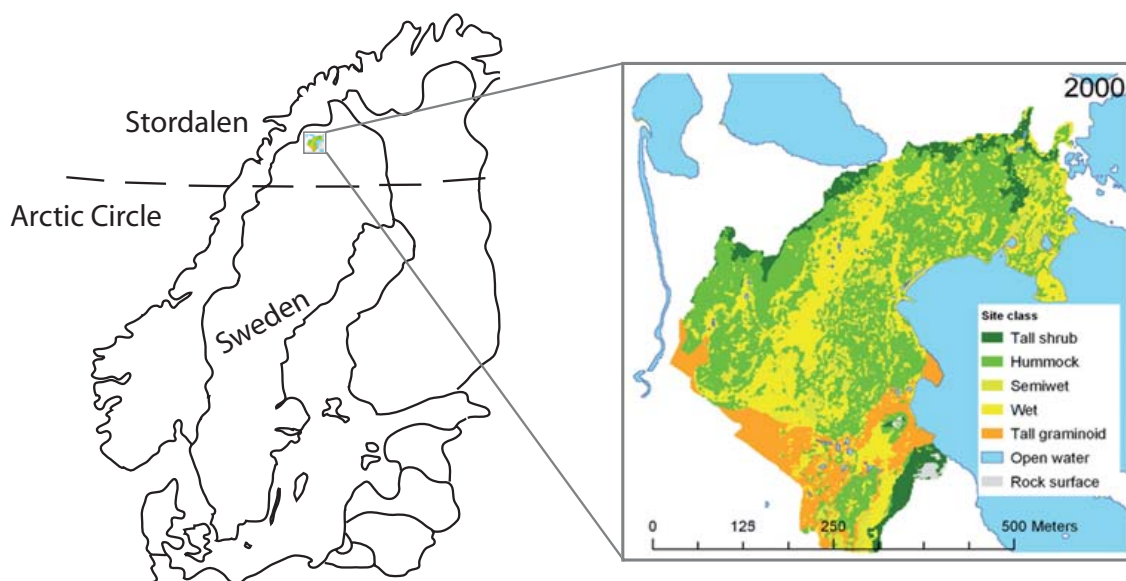 Stordalen
Arctic Circle
Sweden
2000
Site class
Tall shrub
Hummock
Semiwet
Wet
Tall graminoid
Open water
Rock surface
0 125 250 500 Meters